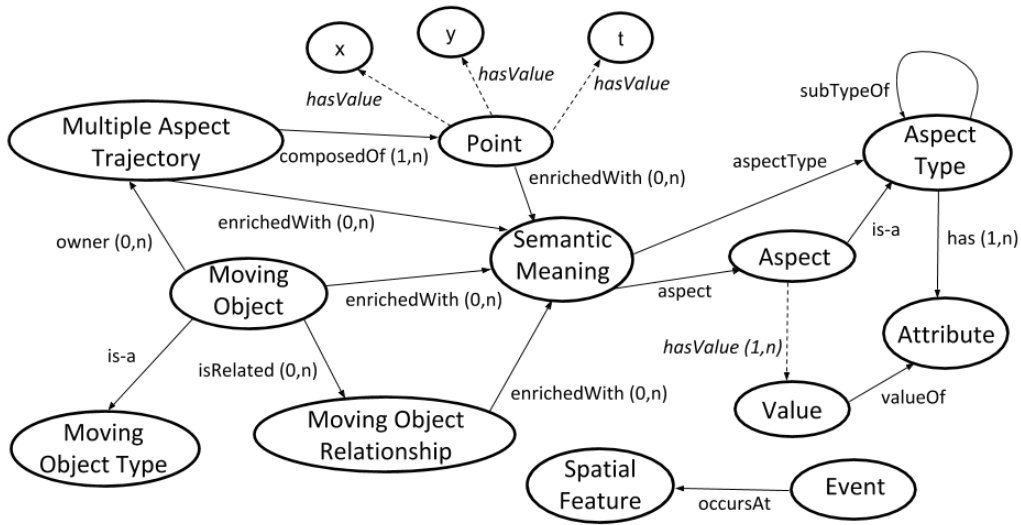 x
y
t
hasValue
hasValue
hasValue
subTypeOf
Multiple Aspect
Trajectory
composedOf (1,n)
Point
Aspect
Type
aspectType
enrichedWith (0,n)
enrichedWith (0,n)
owner (0,n)
Semantic
Meaning
is-a
has (1,n)
Aspect
Moving
Object
enrichedWith (0,n)
aspect
Attribute
is-a
isRelated (0,n)
hasValue (1,n)
enrichedWith (0,n)
Value
valueOf
Moving
Object Type
Moving Object
Relationship
Spatial
Feature
occursAt
Event